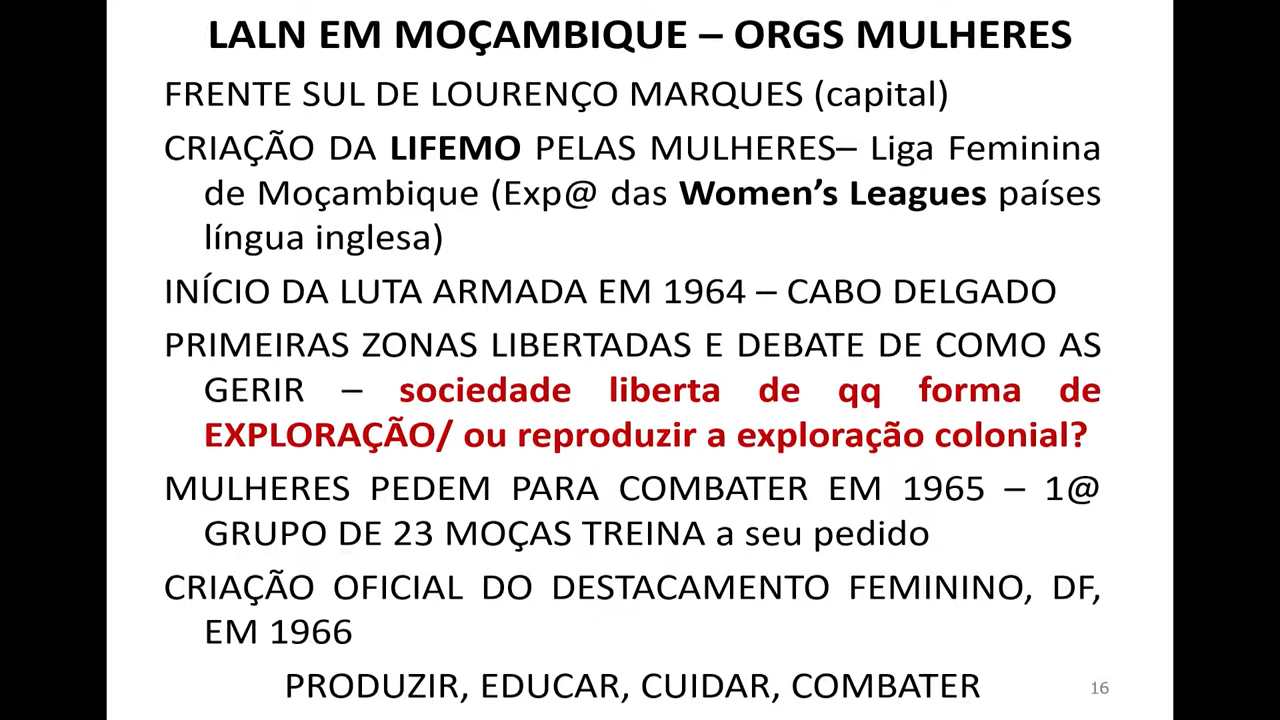 LALN EM MOÇAMBIQUE – ORGS MULHERES
FRENTE SUL DE LOURENÇO MARQUES (capital)
CRIAÇÃO DA LIFEMO PELAS MULHERES– Liga Feminina
de Moçambique (Exp@ das Women’s Leagues países
língua inglesa)
INÍCIO DA LUTA ARMADA EM 1964 – CABO DELGADO
PRIMEIRAS ZONAS LIBERTADAS E DEBATE DE COMO AS
GERIR – sociedade liberta de qq forma de
EXPLORAÇÃO/ ou reproduzir a exploração colonial?
MULHERES PEDEM PARA COMBATER EM 1965 – 1@
GRUPO DE 23 MOÇAS TREINA a seu pedido
CRIAÇÃO OFICIAL DO DESTACAMENTO FEMININO, DF,
EM 1966
PRODUZIR, EDUCAR, CUIDAR, COMBATER
16